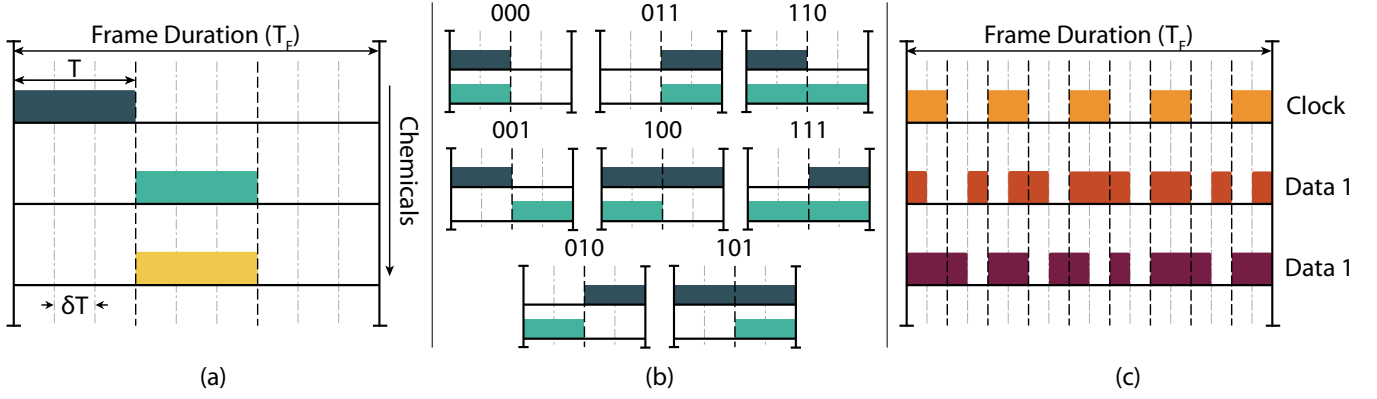 Frame Duration (T_F)
T
Chemicals
δT
(a)
000 011 110
001 100 111
010 101
(b)
Frame Duration (T_F)
Clock
Data 1
Data 1
(c)